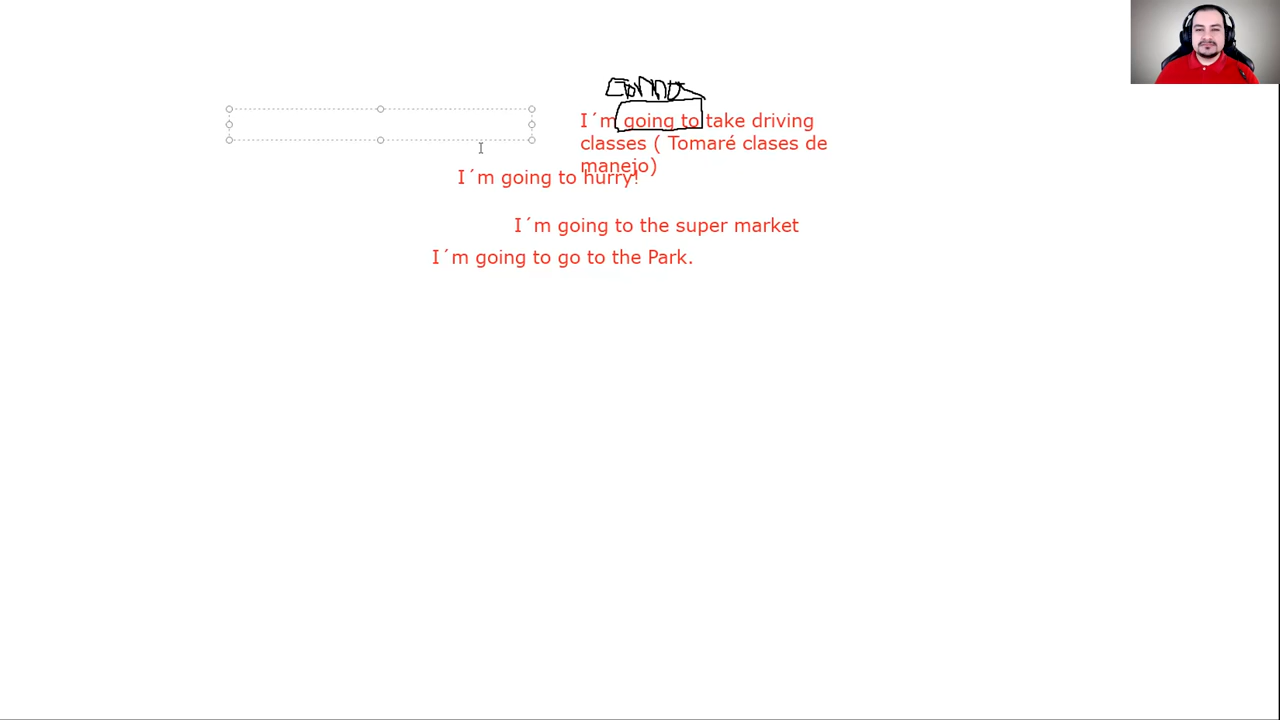 Gonna
I´m going to take driving
classes ( Tomaré clases de
manejo)
I´m going to hurry!
I´m going to the super market
I´m going to go to the Park.